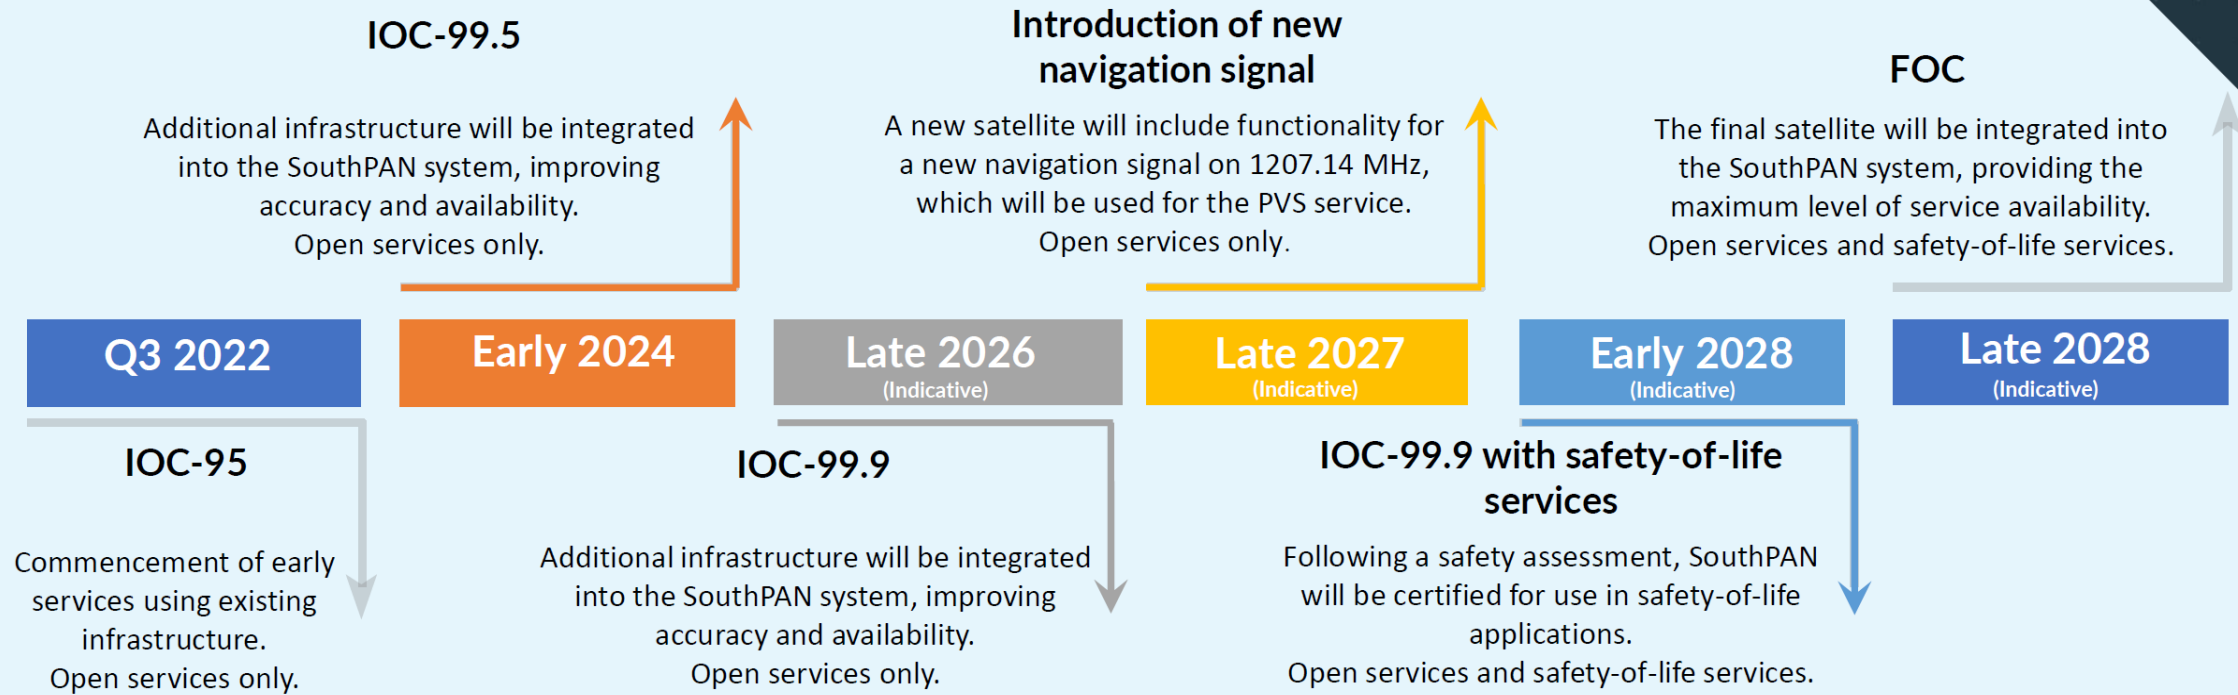 IOC-99.5
Additional infrastructure will be integrated
into the SouthPAN system, improving
accuracy and availability.
Open services only.
Introduction of new
navigation signal
A new satellite will include functionality for
a new navigation signal on 1207.14 MHz,
which will be used for the PVS service.
Open services only.
FOC
The final satellite will be integrated into
the SouthPAN system, providing the
maximum level of service availability.
Open services and safety-of-life services.
Q3 2022
Early 2024
Late 2026
(Indicative)
Late 2027
(Indicative)
Early 2028
(Indicative)
Late 2028
(Indicative)
IOC-95
Commencement of early
services using existing
infrastructure.
Open services only.
IOC-99.9
Additional infrastructure will be integrated
into the SouthPAN system, improving
accuracy and availability.
Open services only.
IOC-99.9 with safety-of-life
services
Following a safety assessment, SouthPAN
will be certified for use in safety-of-life
applications.
Open services and safety-of-life services.